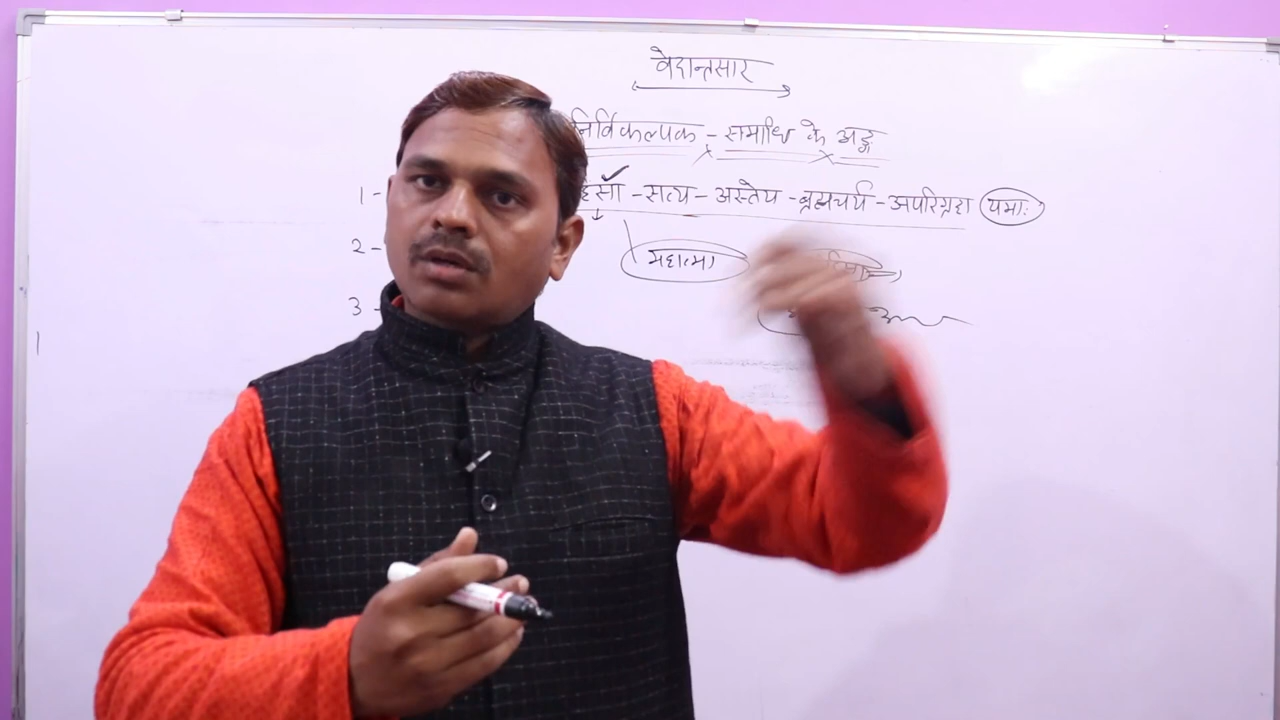 वेदान्तसार
निर्विकल्पक - समाधि के अङ्ग
1 - सत्य - अस्तेय - ब्रह्मचर्य - अपरिग्रहा यमाः
2 - महात्मा
3 -